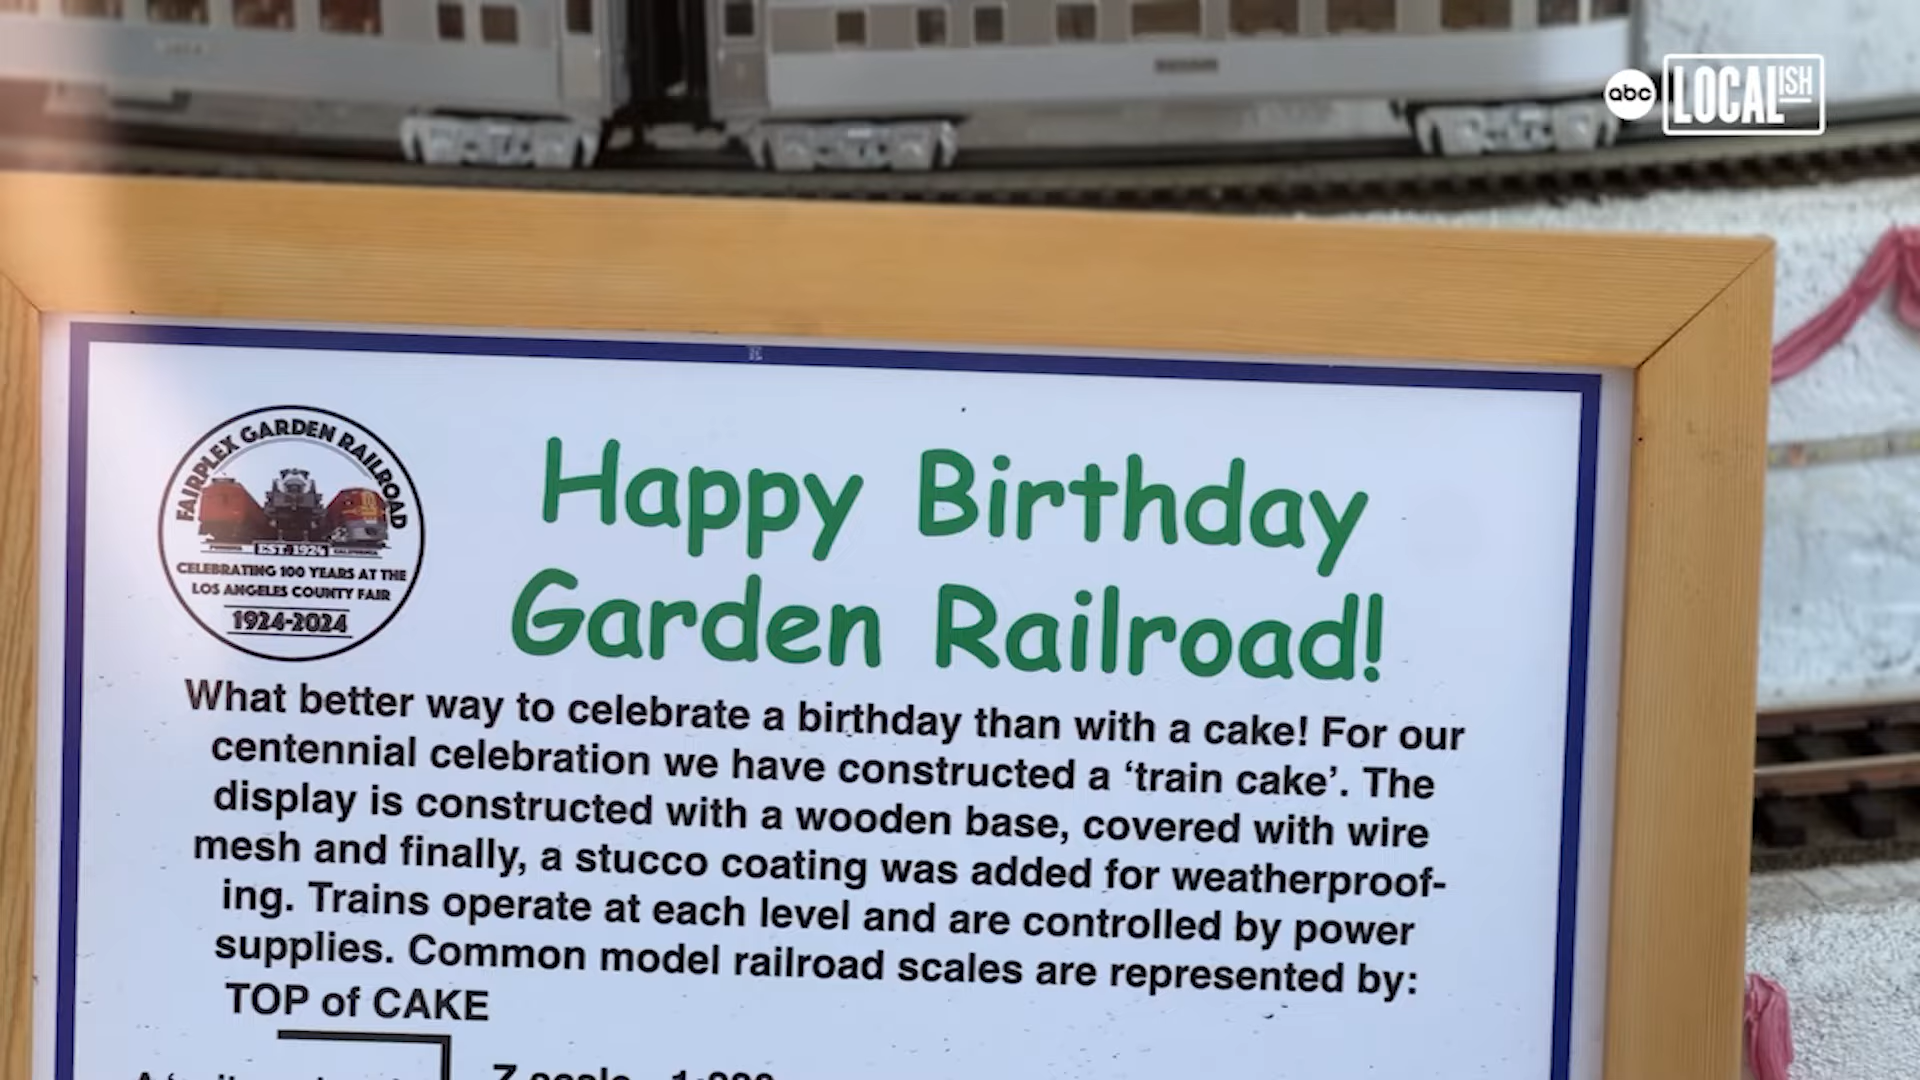 abc LOCALISH
FAIRPLEX GARDEN RAILROAD
EST. 1924
CELEBRATING 100 YEARS AT THE
LOS ANGELES COUNTY FAIR
1924-2024
Happy Birthday
Garden Railroad!
What better way to celebrate a birthday than with a cake! For our
centennial celebration we have constructed a ‘train cake’. The
display is constructed with a wooden base, covered with wire
mesh and finally, a stucco coating was added for weatherproof-
ing. Trains operate at each level and are controlled by power
supplies. Common model railroad scales are represented by:
TOP of CAKE
Z scale